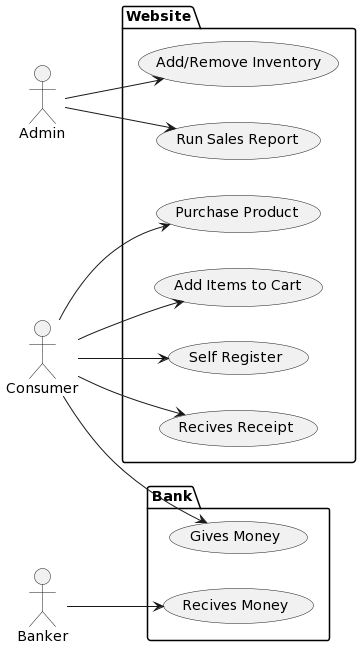 Website
Add/Remove Inventory
Admin
Run Sales Report
Purchase Product
Add Items to Cart
Self Register
Consumer
Recives Receipt
Bank
Gives Money
Recives Money
Banker